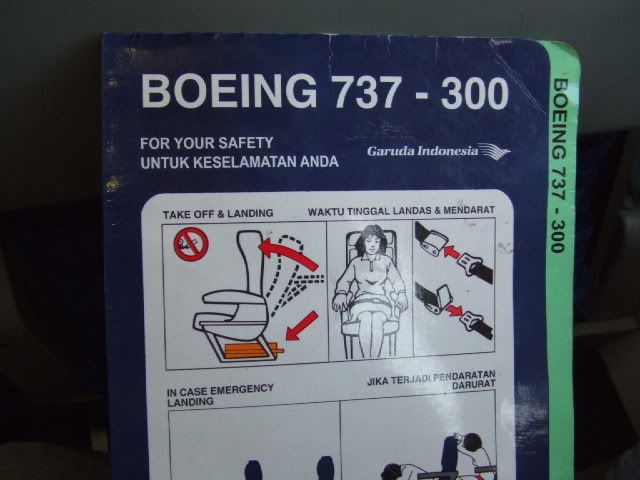 BOEING 737 - 300
FOR YOUR SAFETY
UNTUK KESELAMATAN ANDA
Garuda Indonesia
BOEING 737 - 300
TAKE OFF & LANDING
WAKTU TINGGAL LANDAS & MENDARAT
IN CASE EMERGENCY
LANDING
JIKA TERJADI PENDARATAN
DARURAT